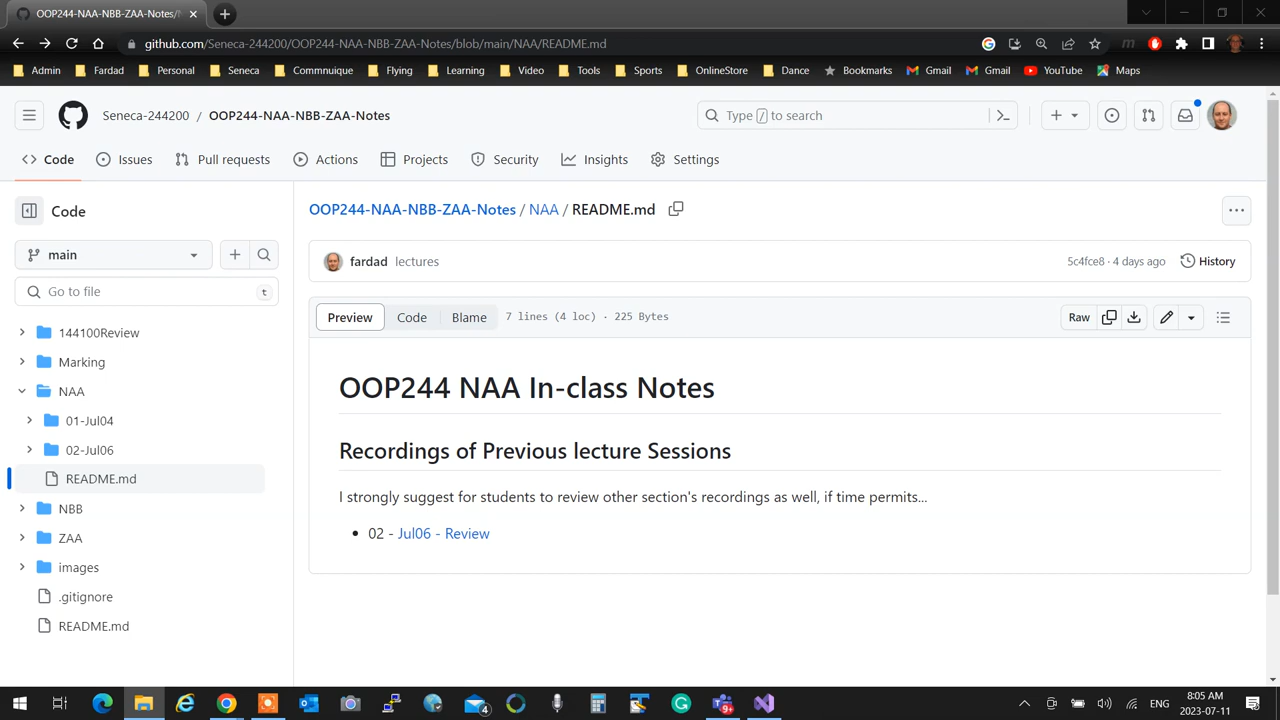 OOP244-NAA-NBB-ZAA-Notes/N
github.com/Seneca-244200/OOP244-NAA-NBB-ZAA-Notes/blob/main/NAA/README.md
Admin Fardad Personal Seneca Commnuique Flying Learning Video Tools Sports OnlineStore Dance Bookmarks Gmail Gmail YouTube Maps
Seneca-244200 / OOP244-NAA-NBB-ZAA-Notes
Type / to search
Code Issues Pull requests Actions Projects Security Insights Settings
Code
OOP244-NAA-NBB-ZAA-Notes / NAA / README.md
main
fardad lectures
5c4fce8 · 4 days ago History
Go to file t
Preview Code Blame 7 lines (4 loc) · 225 Bytes
Raw
144100Review
Marking
NAA
01-Jul04
02-Jul06
README.md
NBB
ZAA
images
.gitignore
README.md
OOP244 NAA In-class Notes
Recordings of Previous lecture Sessions
I strongly suggest for students to review other section's recordings as well, if time permits...
02 - Jul06 - Review
4
9+
ENG
8:05 AM
2023-07-11